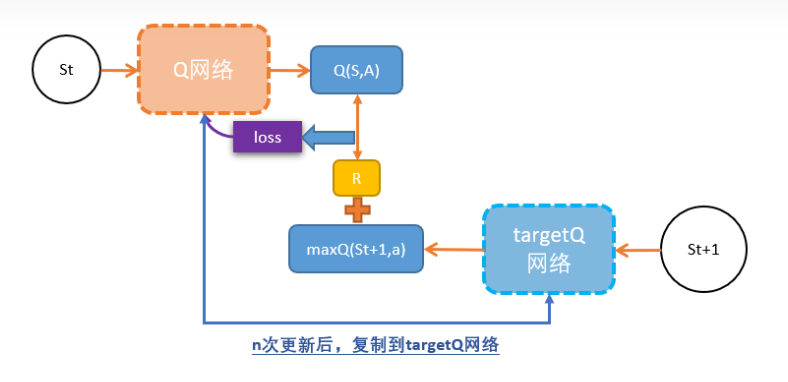 St
Q网络
Q(S,A)
loss
R
maxQ(St+1,a)
targetQ
网络
St+1
n次更新后，复制到targetQ网络